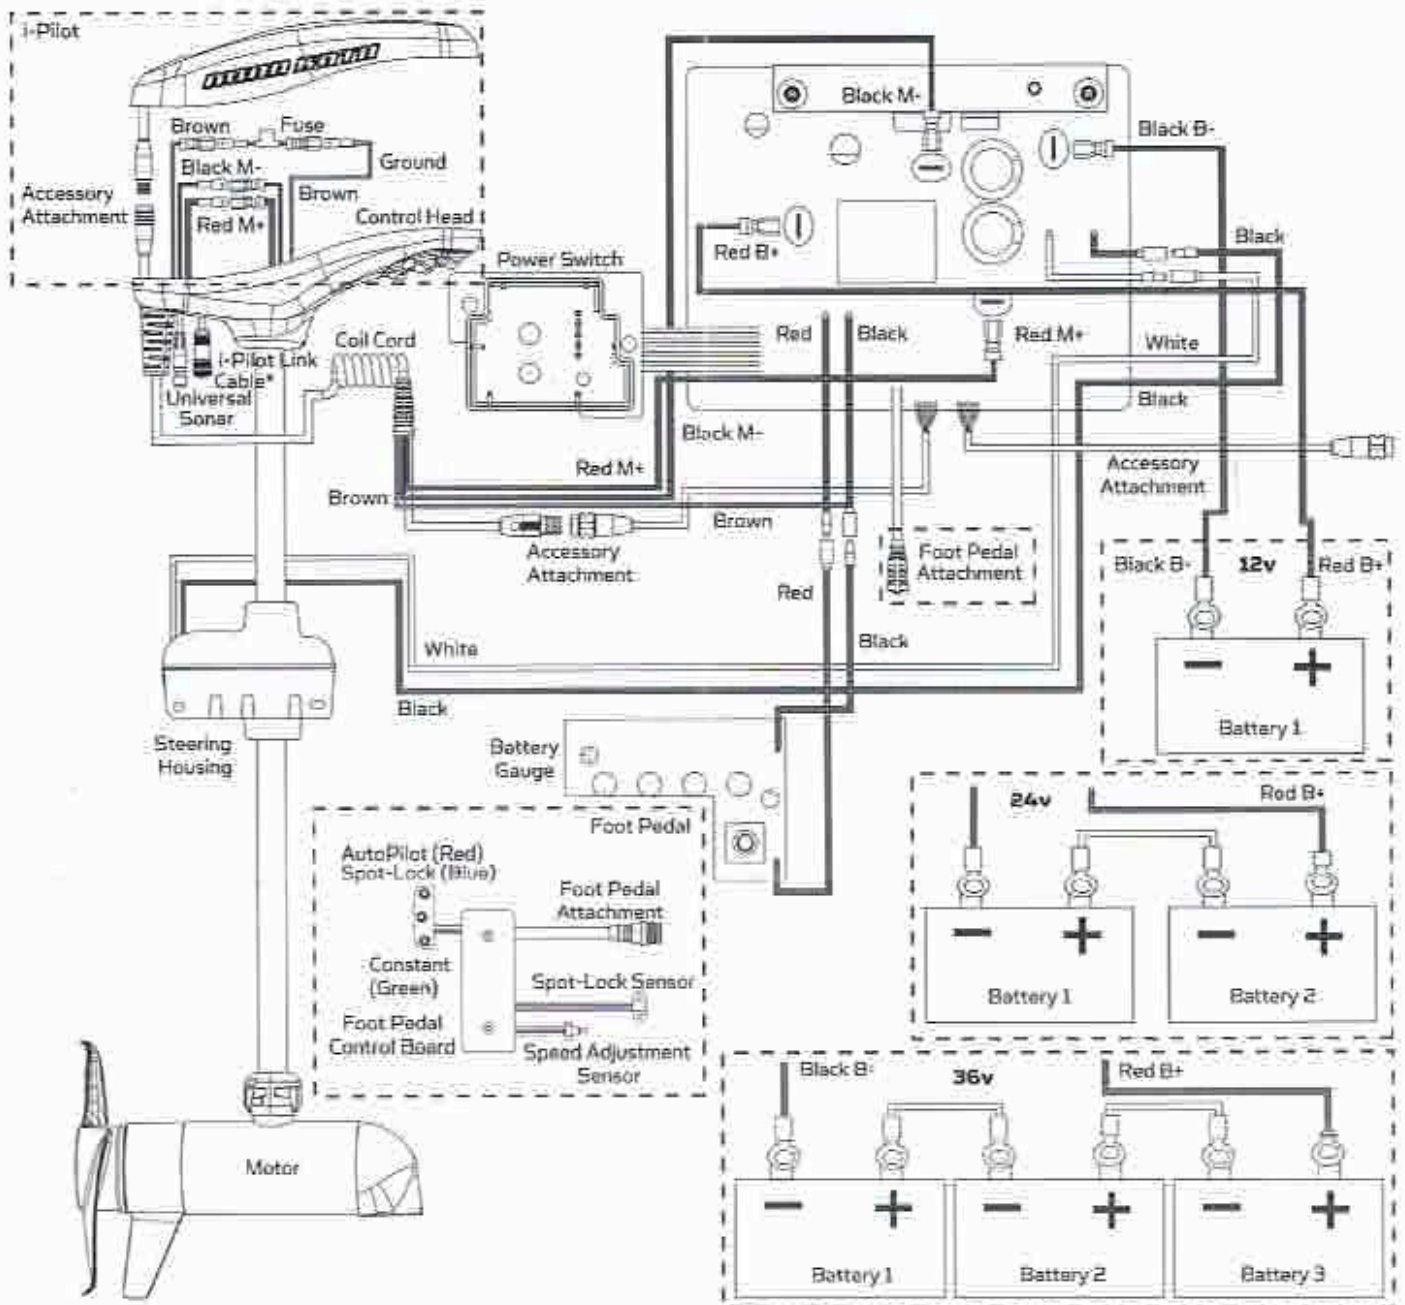 i-Pilot
MINN KOTA
Brown
Fuse
Black M-
Ground
Brown
Accessory
Attachment
Red M+
Control Head
Power Switch
Coil Cord
i-Pilot Link
Cable*
Universal
Sonar
Black M-
Black B-
Red B+
Black
Red
Black
Red M+
White
Black
Black M-
Red M+
Brown
Brown
Accessory
Attachment
Accessory
Attachment
Foot Pedal
Attachment
Red
Black
White
Black
Steering
Housing
Battery
Gauge
Foot Pedal
AutoPilot (Red)
Spot-Lock (Blue)
Foot Pedal
Attachment
Constant
(Green)
Spot-Lock Sensor
Foot Pedal
Control Board
Speed Adjustment
Sensor
Motor
Black B-
12v
Red B+
Battery 1
24v
Red B+
Battery 1
Battery 2
Black B-
36v
Red B+
Battery 1
Battery 2
Battery 3